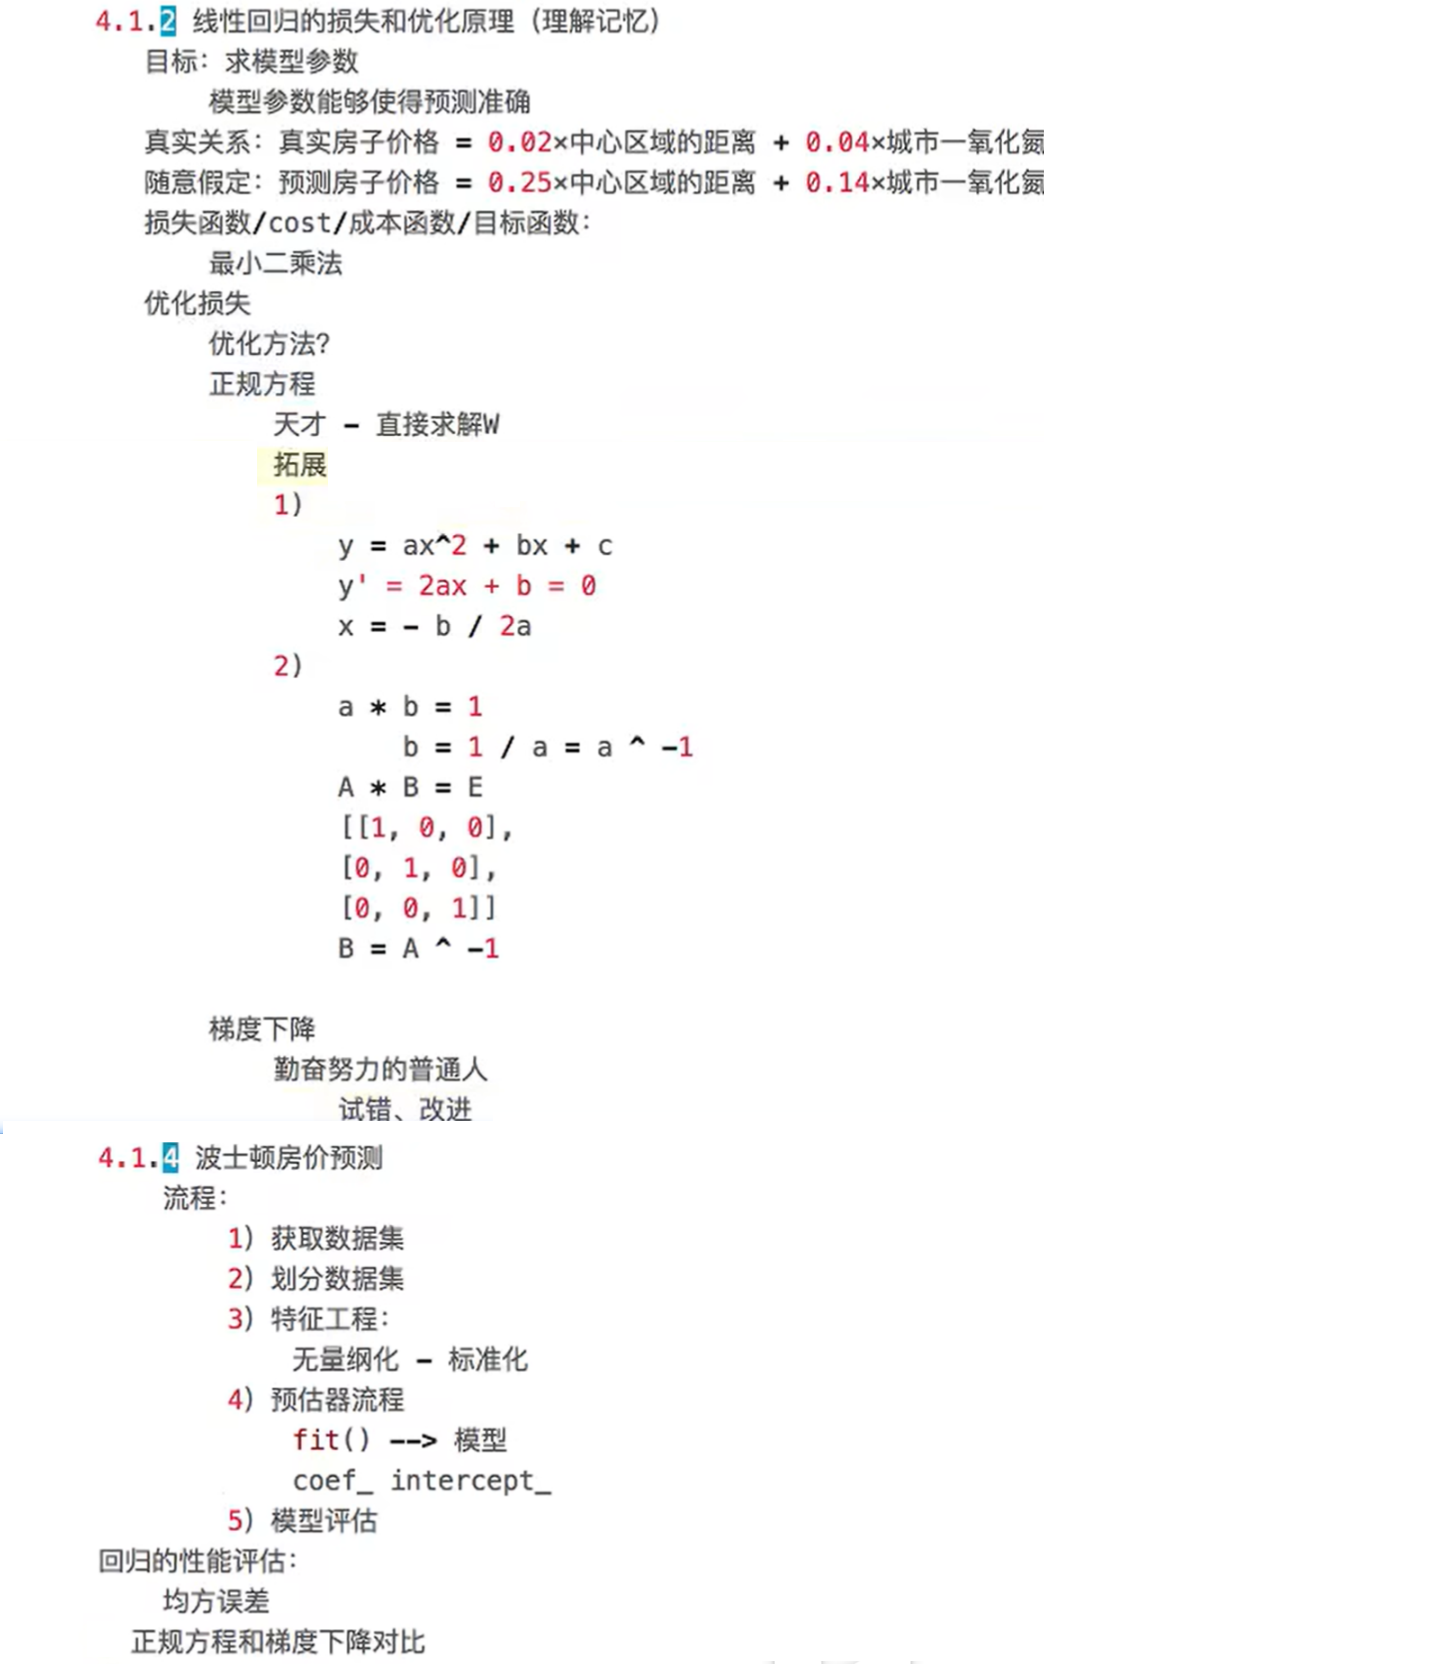 4.1.2 线性回归的损失和优化原理（理解记忆）
目标：求模型参数
模型参数能够使得预测准确
真实关系：真实房子价格 = 0.02×中心区域的距离 + 0.04×城市一氧化氮
随意假定：预测房子价格 = 0.25×中心区域的距离 + 0.14×城市一氧化氮
损失函数/cost/成本函数/目标函数：
最小二乘法
优化损失
优化方法？
正规方程
天才 - 直接求解W
拓展
1)
y = ax^2 + bx + c
y' = 2ax + b = 0
x = - b / 2a
2)
a * b = 1
b = 1 / a = a ^ -1
A * B = E
[[1, 0, 0],
[0, 1, 0],
[0, 0, 1]]
B = A ^ -1
梯度下降
勤奋努力的普通人
试错、改进
4.1.4 波士顿房价预测
流程：
1) 获取数据集
2) 划分数据集
3) 特征工程：
无量纲化 - 标准化
4) 预估器流程
fit() --> 模型
coef_ intercept_
5) 模型评估
回归的性能评估：
均方误差
正规方程和梯度下降对比